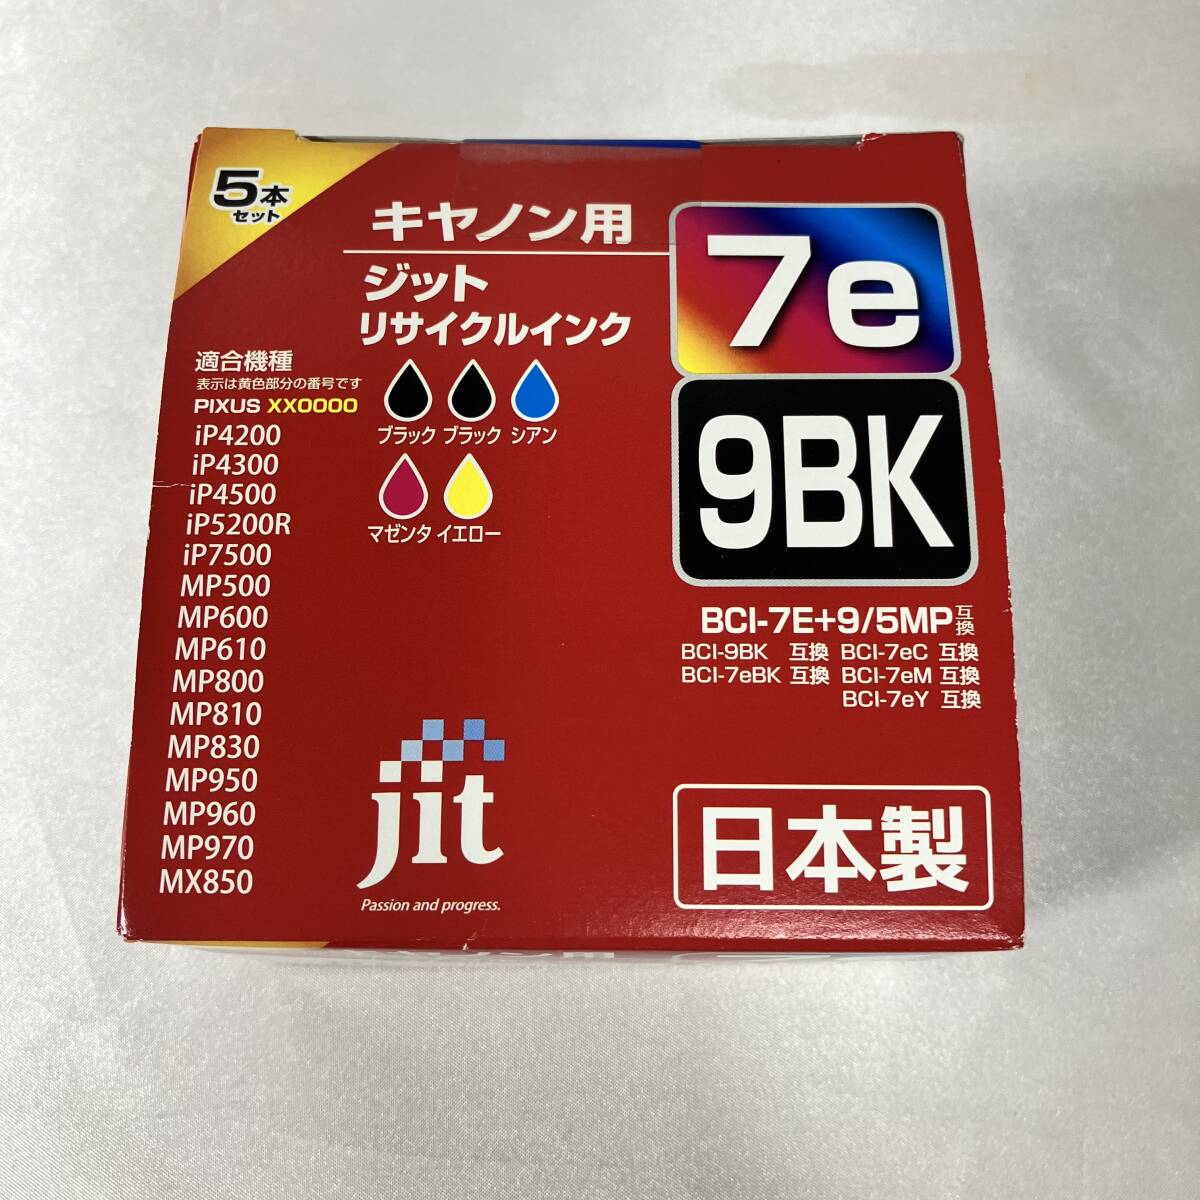 5本
セット
キヤノン用
ジット
リサイクルインク
7e
9BK
適合機種
表示は黄色部分の番号です
PIXUS XX0000
iP4200
iP4300
iP4500
iP5200R
iP7500
MP500
MP600
MP610
MP800
MP810
MP830
MP950
MP960
MP970
MX850
ブラック ブラック シアン
マゼンタ イエロー
BCI-7E+9/5MP互換
BCI-9BK 互換 BCI-7eC 互換
BCI-7eBK 互換 BCI-7eM 互換
BCI-7eY 互換
jit
Passion and progress.
日本製